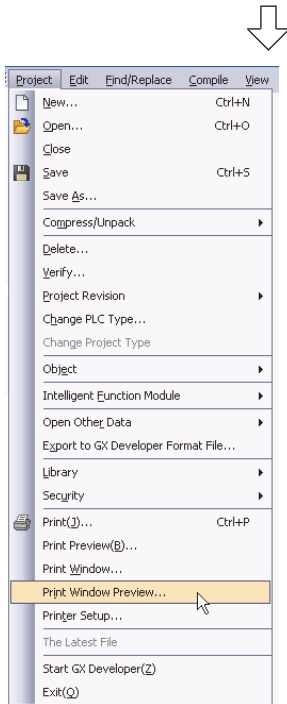 Project Edit Find/Replace Compile View
New... Ctrl+N
Open... Ctrl+O
Close
Save Ctrl+S
Save As...
Compress/Unpack
Delete...
Verify...
Project Revision
Change PLC Type...
Change Project Type
Object
Intelligent Function Module
Open Other Data
Export to GX Developer Format File...
Library
Security
Print(J)... Ctrl+P
Print Preview(B)...
Print Window...
Print Window Preview...
Printer Setup...
The Latest File
Start GX Developer(Z)
Exit(Q)